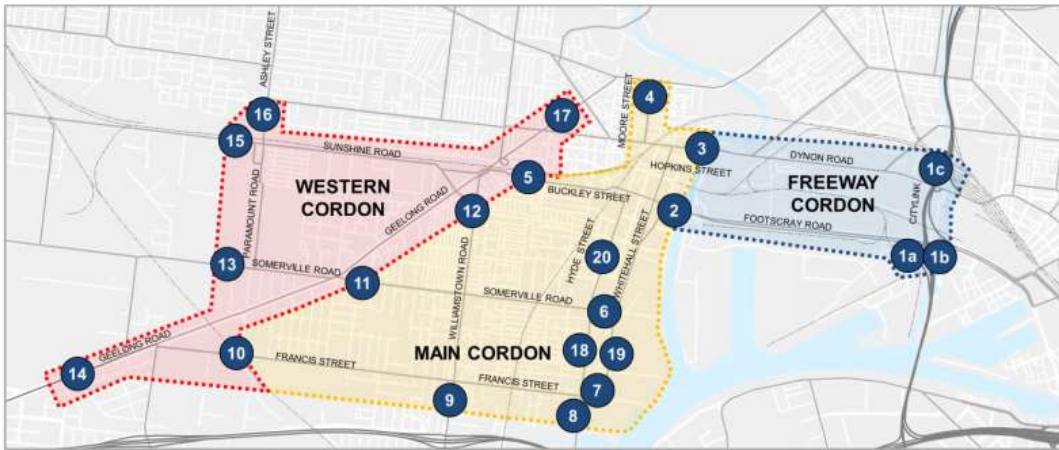 ASHLEY STREET
MOORE STREET
4
16
17
15
3
SUNSHINE ROAD
HOPKINS STREET
DYNON ROAD
1c
5
WESTERN
CORDON
BUCKLEY STREET
FREEWAY
CORDON
CITYLINK
PARAMOUNT ROAD
GEELONG ROAD
12
2
FOOTSCRAY ROAD
HYDE STREET
WHITEHALL STREET
WILLIAMSTOWN ROAD
20
1a
1b
13
SOMERVILLE ROAD
11
SOMERVILLE ROAD
6
GEELONG ROAD
10
MAIN CORDON
18
19
14
FRANCIS STREET
FRANCIS STREET
7
9
8